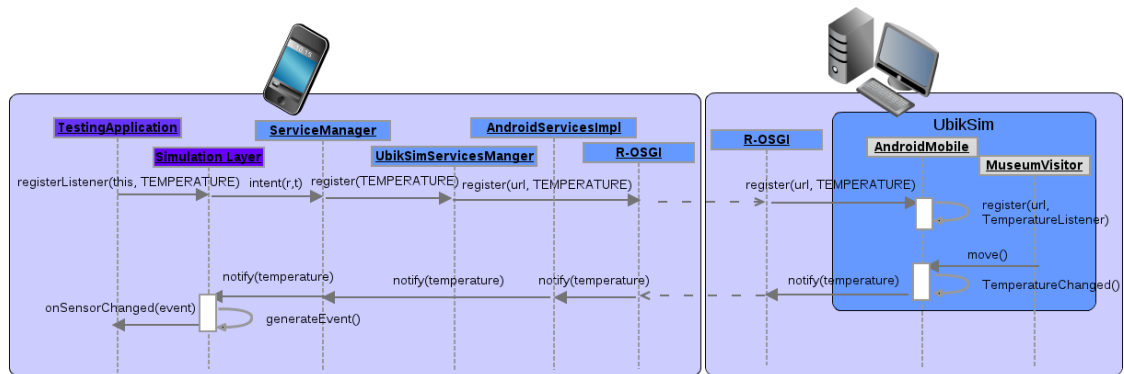 10:15
UbikSim
TestingApplication
ServiceManager
AndroidServicesImpl
R-OSGI
AndroidMobile
Simulation Layer
UbikSimServicesManger
R-OSGI
MuseumVisitor
registerListener(this, TEMPERATURE)
intent(r,t)
register(TEMPERATURE)
register(url, TEMPERATURE)
register(url, TEMPERATURE)
register(url,
TemperatureListener)
move()
notify(temperature)
notify(temperature)
notify(temperature)
notify(temperature)
TemperatureChanged()
onSensorChanged(event)
generateEvent()